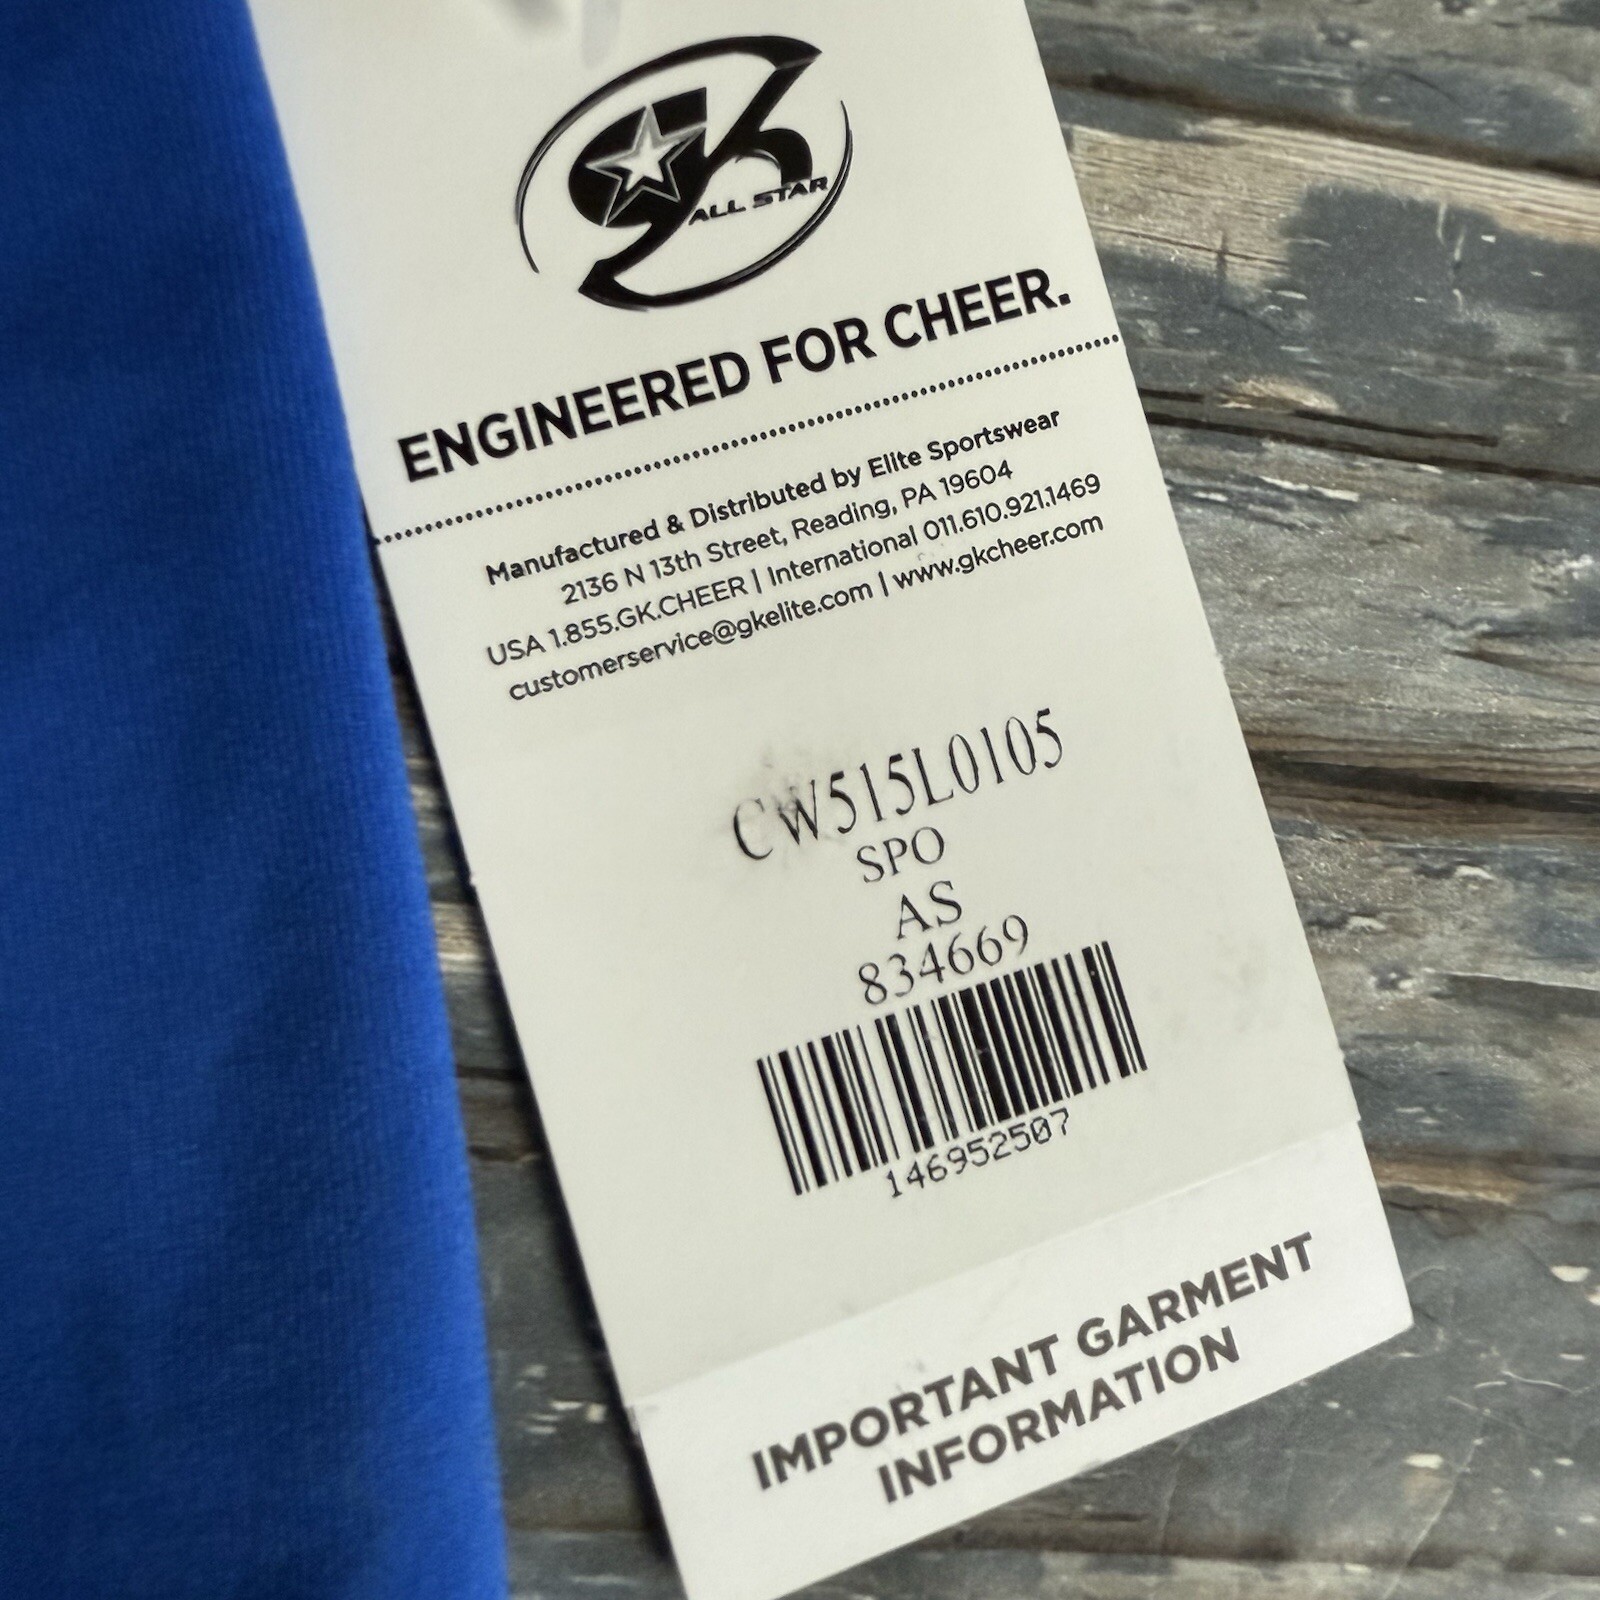 GK
ALL STAR
ENGINEERED FOR CHEER.
Manufactured & Distributed by Elite Sportswear
2136 N 13th Street, Reading, PA 19604
USA 1.855.GK.CHEER | International 011.610.921.1469
customerservice@gkelite.com | www.gkcheer.com
CW515L0105
SPO
AS
834669
146952507
IMPORTANT GARMENT
INFORMATION